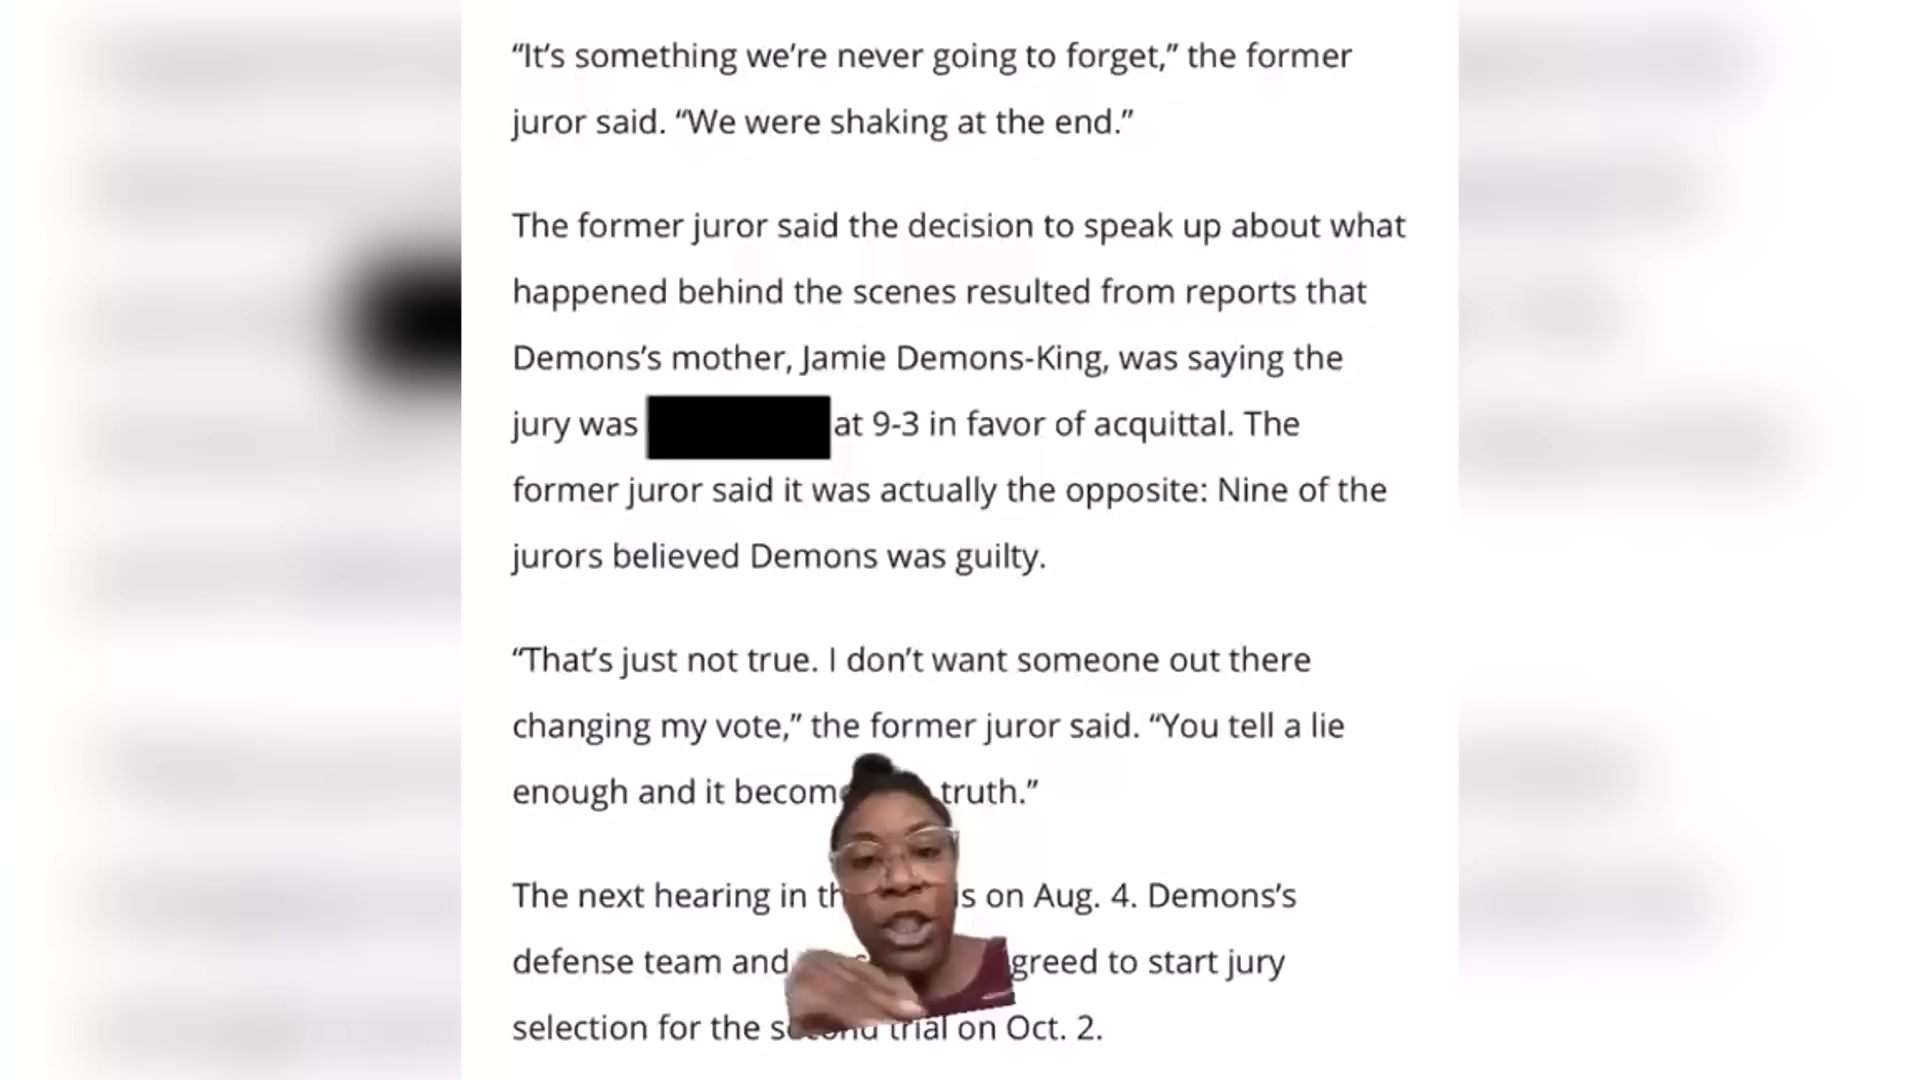 “It’s something we’re never going to forget,” the former
juror said. “We were shaking at the end.”
The former juror said the decision to speak up about what
happened behind the scenes resulted from reports that
Demons’s mother, Jamie Demons-King, was saying the
jury was at 9-3 in favor of acquittal. The
former juror said it was actually the opposite: Nine of the
jurors believed Demons was guilty.
“That’s just not true. I don’t want someone out there
changing my vote,” the former juror said. “You tell a lie
enough and it truth.”
The next hearing in on Aug. 4. Demons’s
defense team and to start jury
selection for the trial on Oct. 2.